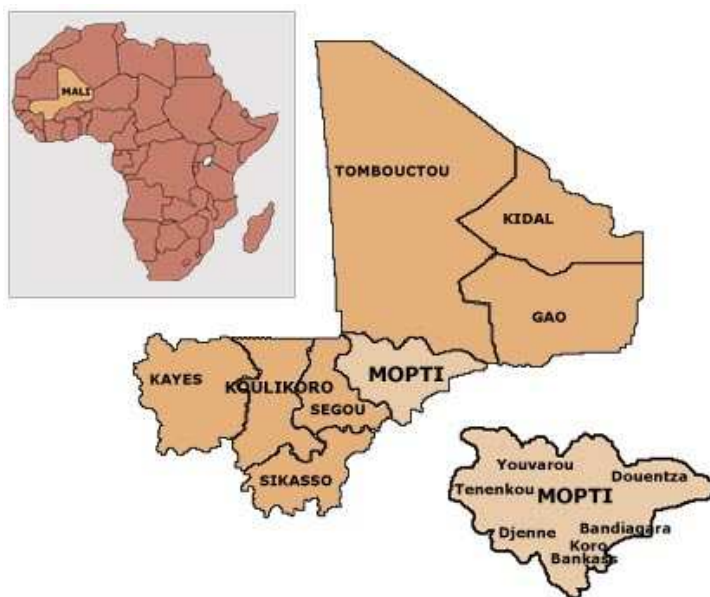 MALI
TOMBOUCTOU
KIDAL
GAO
KAYES
KOULIKORO
MOPTI
SEGOU
SIKASSO
Youvarou
Douentza
Tenenkou
MOPTI
Djenne
Bandiagara
Koro
Bankass